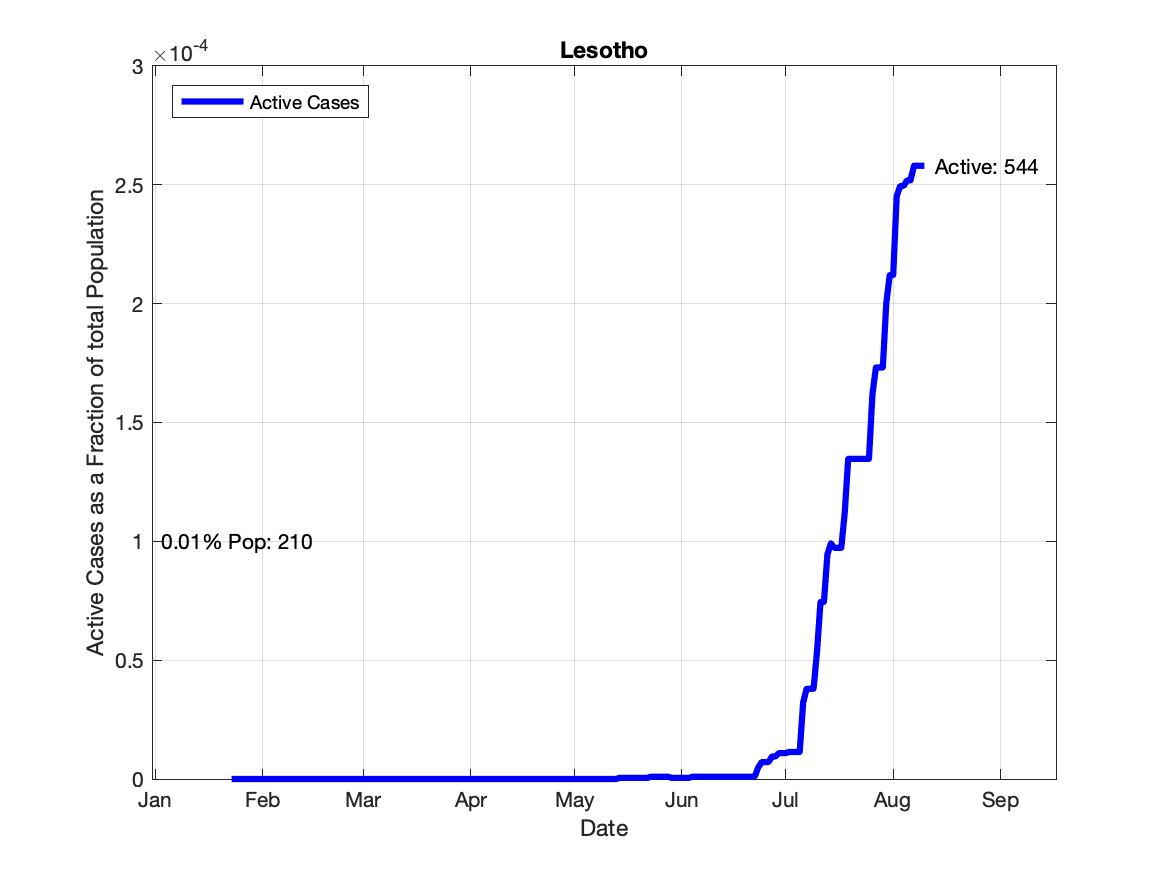 Lesotho
×10-4
3
Active Cases
Active: 544
2.5
2
1.5
1
0.01% Pop: 210
0.5
0
Active Cases as a Fraction of total Population
Jan Feb Mar Apr May Jun Jul Aug Sep
Date